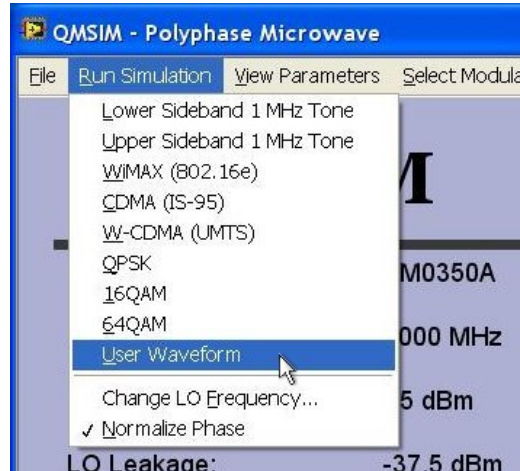 QMSIM - Polyphase Microwave
File Run Simulation View Parameters Select Modula
Lower Sideband 1 MHz Tone
Upper Sideband 1 MHz Tone
WiMAX (802.16e)
CDMA (IS-95)
W-CDMA (UMTS)
QPSK
16QAM
64QAM
User Waveform
Change LO Frequency...
✓ Normalize Phase
M
M0350A
000 MHz
5 dBm
LO Leakage: -37.5 dBm